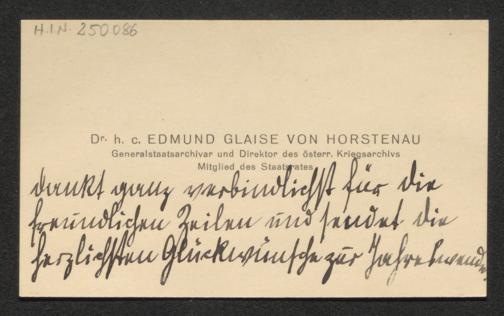 H.I.N. 250086
Dr. h. c. EDMUND GLAISE VON HORSTENAU
Generalstaatsarchivar und Direktor des österr. Kriegsarchivs
Mitglied des Staatsrates
dankt ganz verbindlichst für die
freundlichen Zeilen und sendet die
herzlichsten Glückwünsche zur Jahreswende.